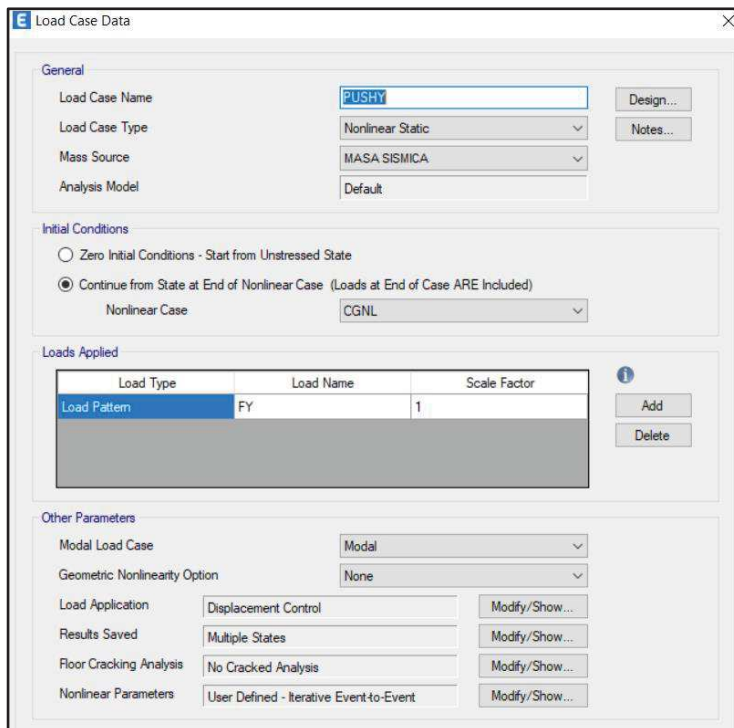 E Load Case Data
General
Load Case Name PUSHY Design...
Load Case Type Nonlinear Static Notes...
Mass Source MASA SISMICA
Analysis Model Default
Initial Conditions
Zero Initial Conditions - Start from Unstressed State
Continue from State at End of Nonlinear Case (Loads at End of Case ARE Included)
Nonlinear Case CGNL
Loads Applied
Load Type Load Name Scale Factor
Load Pattern FY 1
Add
Delete
Other Parameters
Modal Load Case Modal
Geometric Nonlinearity Option None
Load Application Displacement Control Modify/Show...
Results Saved Multiple States Modify/Show...
Floor Cracking Analysis No Cracked Analysis Modify/Show...
Nonlinear Parameters User Defined - Iterative Event-to-Event Modify/Show...